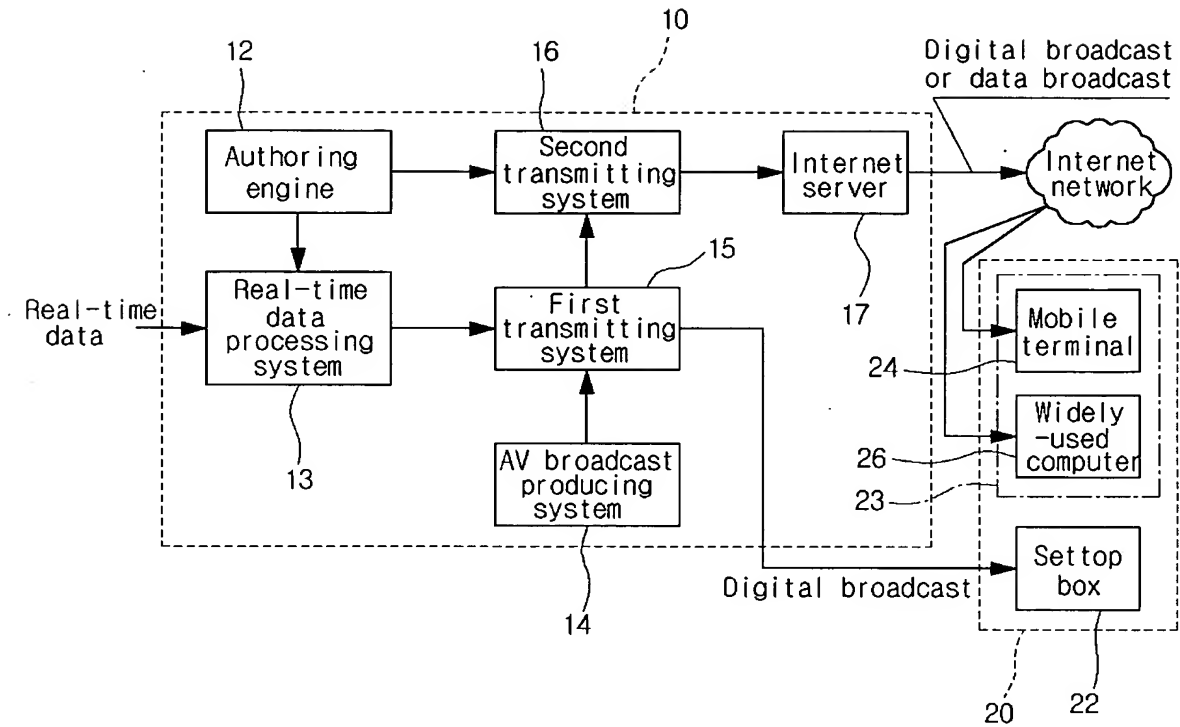 10
12
16
Digital broadcast
or data broadcast
Authoring
engine
Second
transmitting
system
Internet
server
Internet
network
15
17
Real-time
data
Real-time
data
processing
system
First
transmitting
system
Mobile
terminal
24
13
AV broadcast
producing
system
Widely
-used
computer
26
23
14
Digital broadcast
Settop
box
20
22